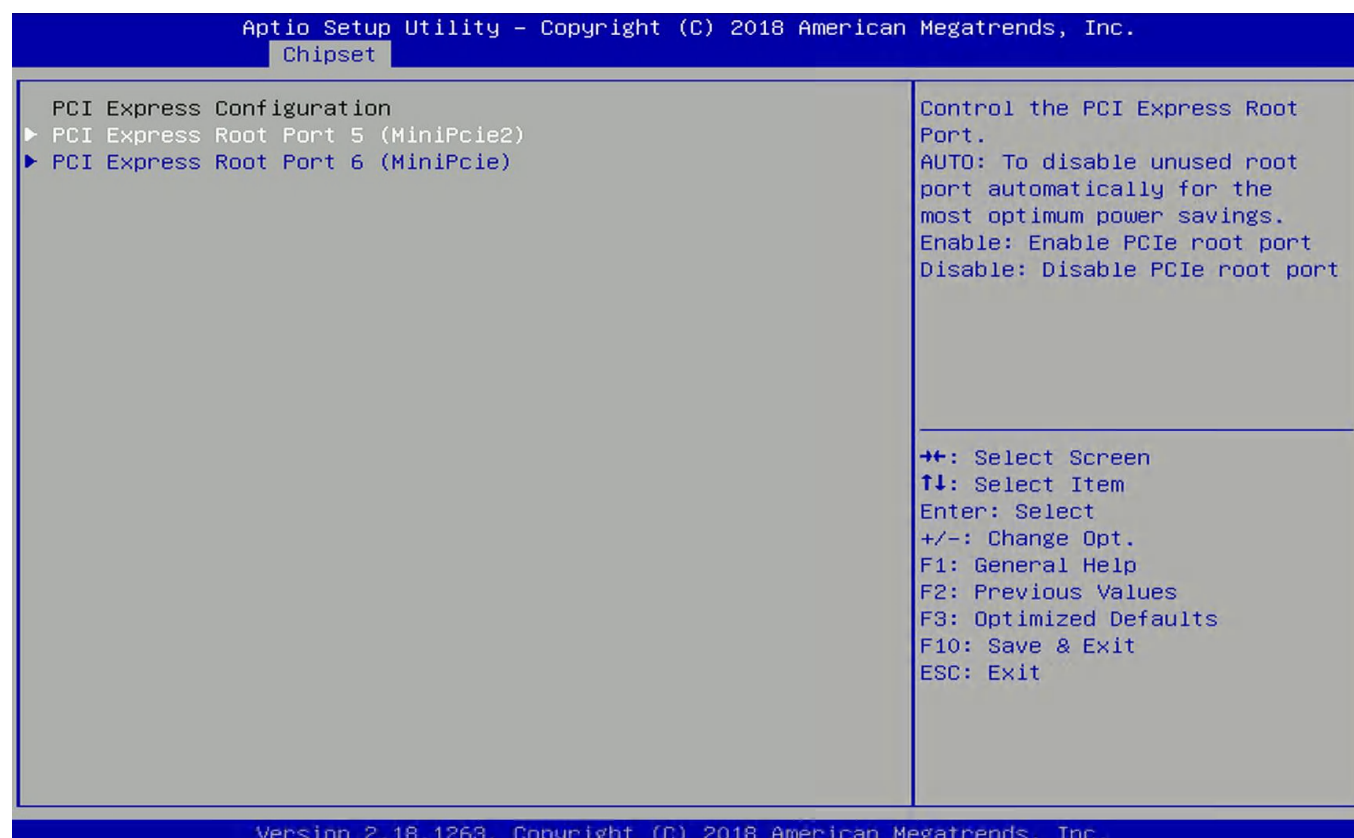 Aptio Setup Utility – Copyright (C) 2018 American Megatrends, Inc.
Chipset
PCI Express Configuration
▶ PCI Express Root Port 5 (MiniPcie2)
▶ PCI Express Root Port 6 (MiniPcie)
Control the PCI Express Root
Port.
AUTO: To disable unused root
port automatically for the
most optimum power savings.
Enable: Enable PCIe root port
Disable: Disable PCIe root port
→←: Select Screen
↑↓: Select Item
Enter: Select
+/-: Change Opt.
F1: General Help
F2: Previous Values
F3: Optimized Defaults
F10: Save & Exit
ESC: Exit
Version 2.18.1263. Copyright (C) 2018 American Megatrends, Inc.